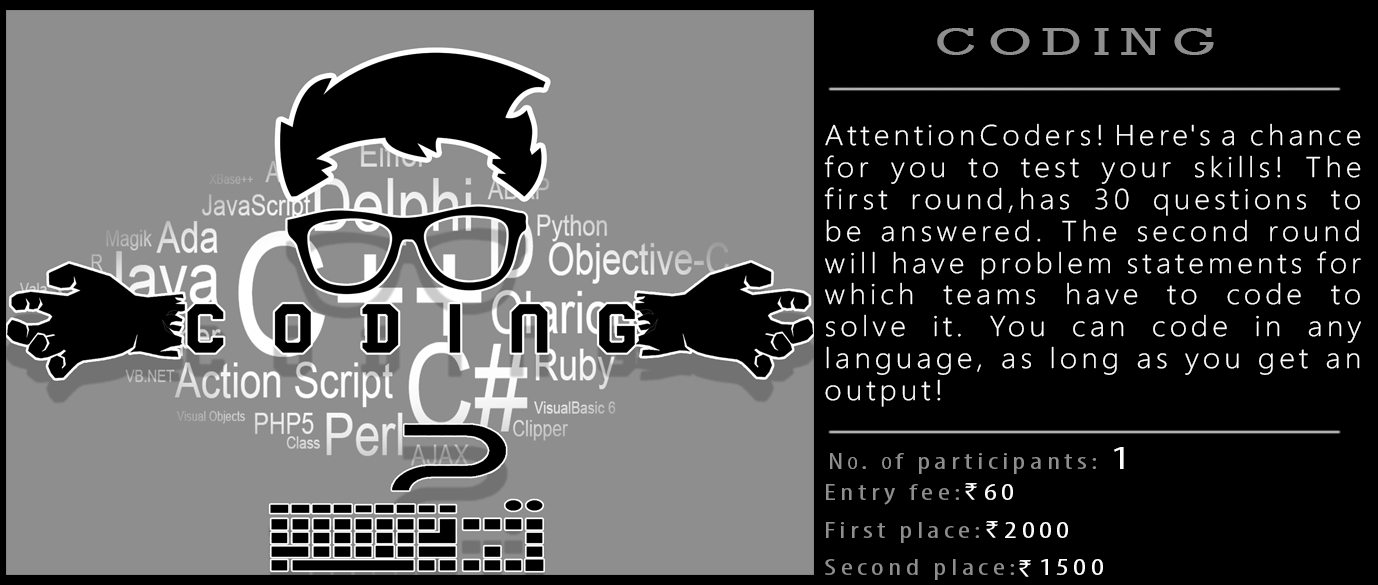 Eiffel
XBase++
JavaScript
Delphi
Python
Magik
Ada
Objective-C
R
Java
C++
D
Vala
Clarion
CODING
Ruby
VB.NET
Action Script
C#
VisualBasic 6
Visual Objects
PHP5
Clipper
Class
Perl
AJAX
CODING
AttentionCoders! Here's a chance
for you to test your skills! The
first round,has 30 questions to
be answered. The second round
will have problem statements for
which teams have to code to
solve it. You can code in any
language, as long as you get an
output!
No. of participants: 1
Entry fee:₹60
First place:₹2000
Second place:₹1500